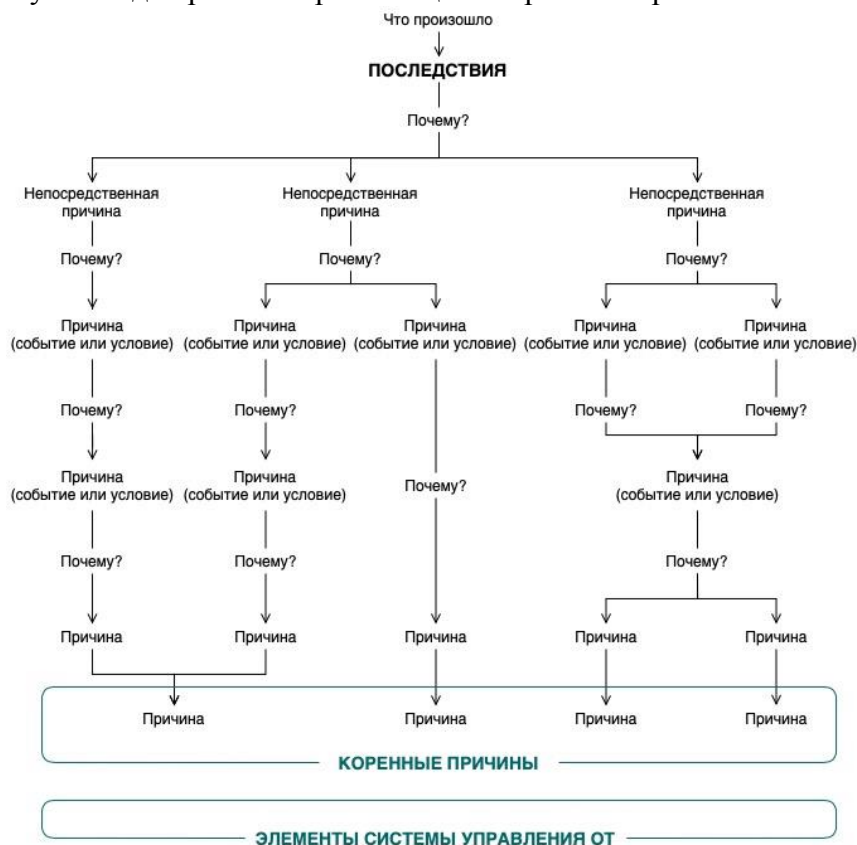 Что произошло
ПОСЛЕДСТВИЯ
Почему?
Непосредственная причина
Непосредственная причина
Непосредственная причина
Почему?
Почему?
Почему?
Причина (событие или условие)
Причина (событие или условие)
Причина (событие или условие)
Причина (событие или условие)
Причина (событие или условие)
Почему?
Почему?
Почему?
Почему?
Причина (событие или условие)
Причина (событие или условие)
Почему?
Причина (событие или условие)
Почему?
Почему?
Почему?
Причина
Причина
Причина
Причина
Причина
Причина
Причина
Причина
Причина
КОРЕННЫЕ ПРИЧИНЫ
ЭЛЕМЕНТЫ СИСТЕМЫ УПРАВЛЕНИЯ ОТ